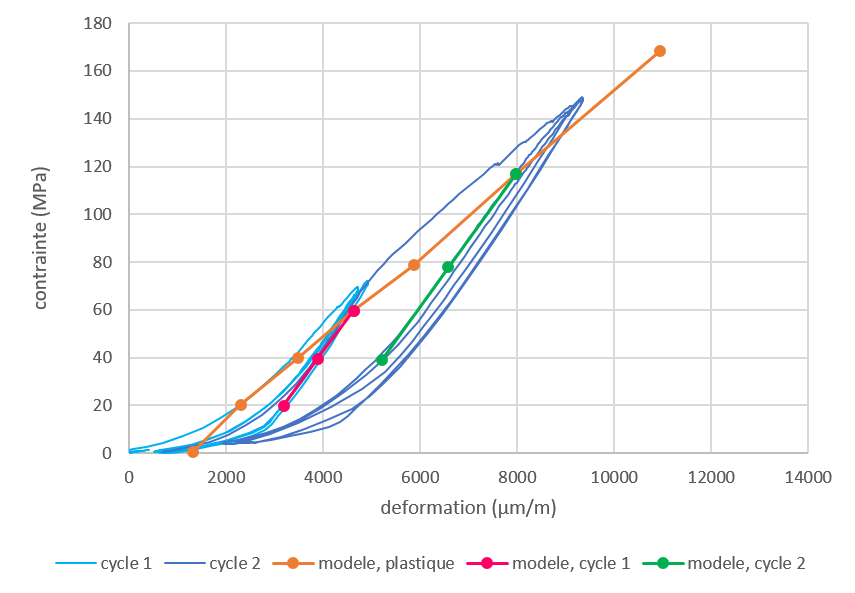 180
160
140
120
100
80
60
40
20
0
contrainte (MPa)
0 2000 4000 6000 8000 10000 12000 14000
deformation (µm/m)
cycle 1 cycle 2 modele, plastique modele, cycle 1 modele, cycle 2